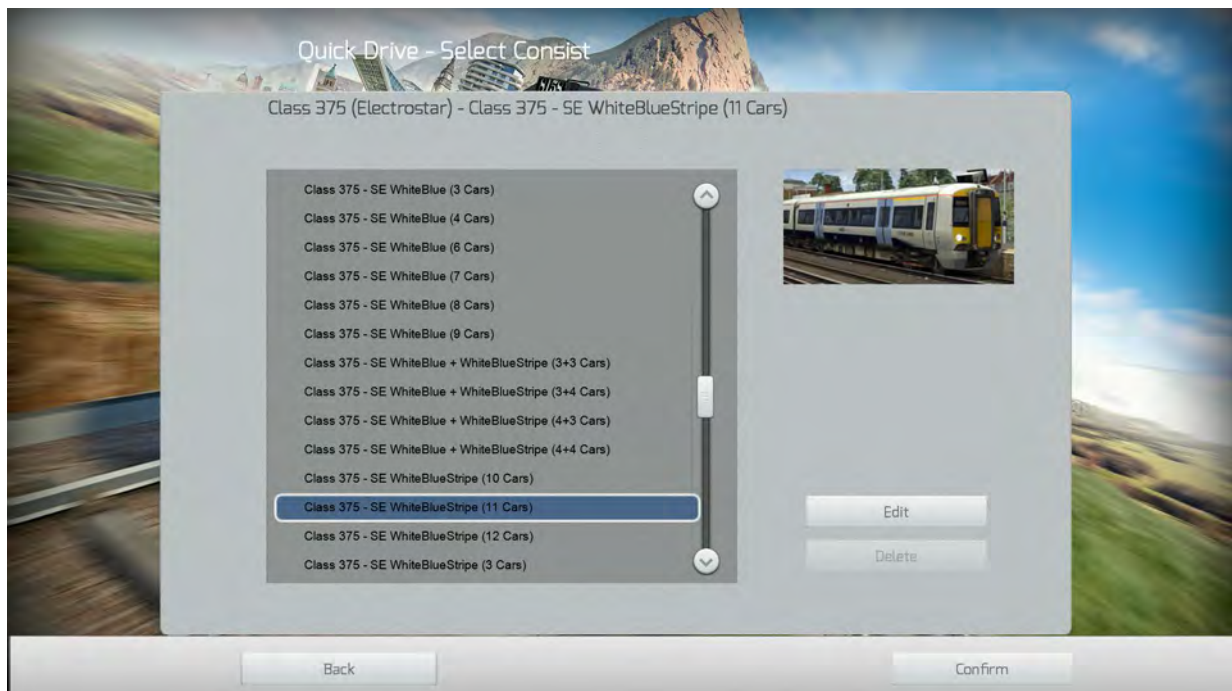 Quick Drive - Select Consist
Class 375 (Electrostar) - Class 375 - SE WhiteBlueStripe (11 Cars)
Class 375 - SE WhiteBlue (3 Cars)
Class 375 - SE WhiteBlue (4 Cars)
Class 375 - SE WhiteBlue (6 Cars)
Class 375 - SE WhiteBlue (7 Cars)
Class 375 - SE WhiteBlue (8 Cars)
Class 375 - SE WhiteBlue (9 Cars)
Class 375 - SE WhiteBlue + WhiteBlueStripe (3+3 Cars)
Class 375 - SE WhiteBlue + WhiteBlueStripe (3+4 Cars)
Class 375 - SE WhiteBlue + WhiteBlueStripe (4+3 Cars)
Class 375 - SE WhiteBlue + WhiteBlueStripe (4+4 Cars)
Class 375 - SE WhiteBlueStripe (10 Cars)
Class 375 - SE WhiteBlueStripe (11 Cars)
Class 375 - SE WhiteBlueStripe (12 Cars)
Class 375 - SE WhiteBlueStripe (3 Cars)
Edit
Delete
Back
Confirm